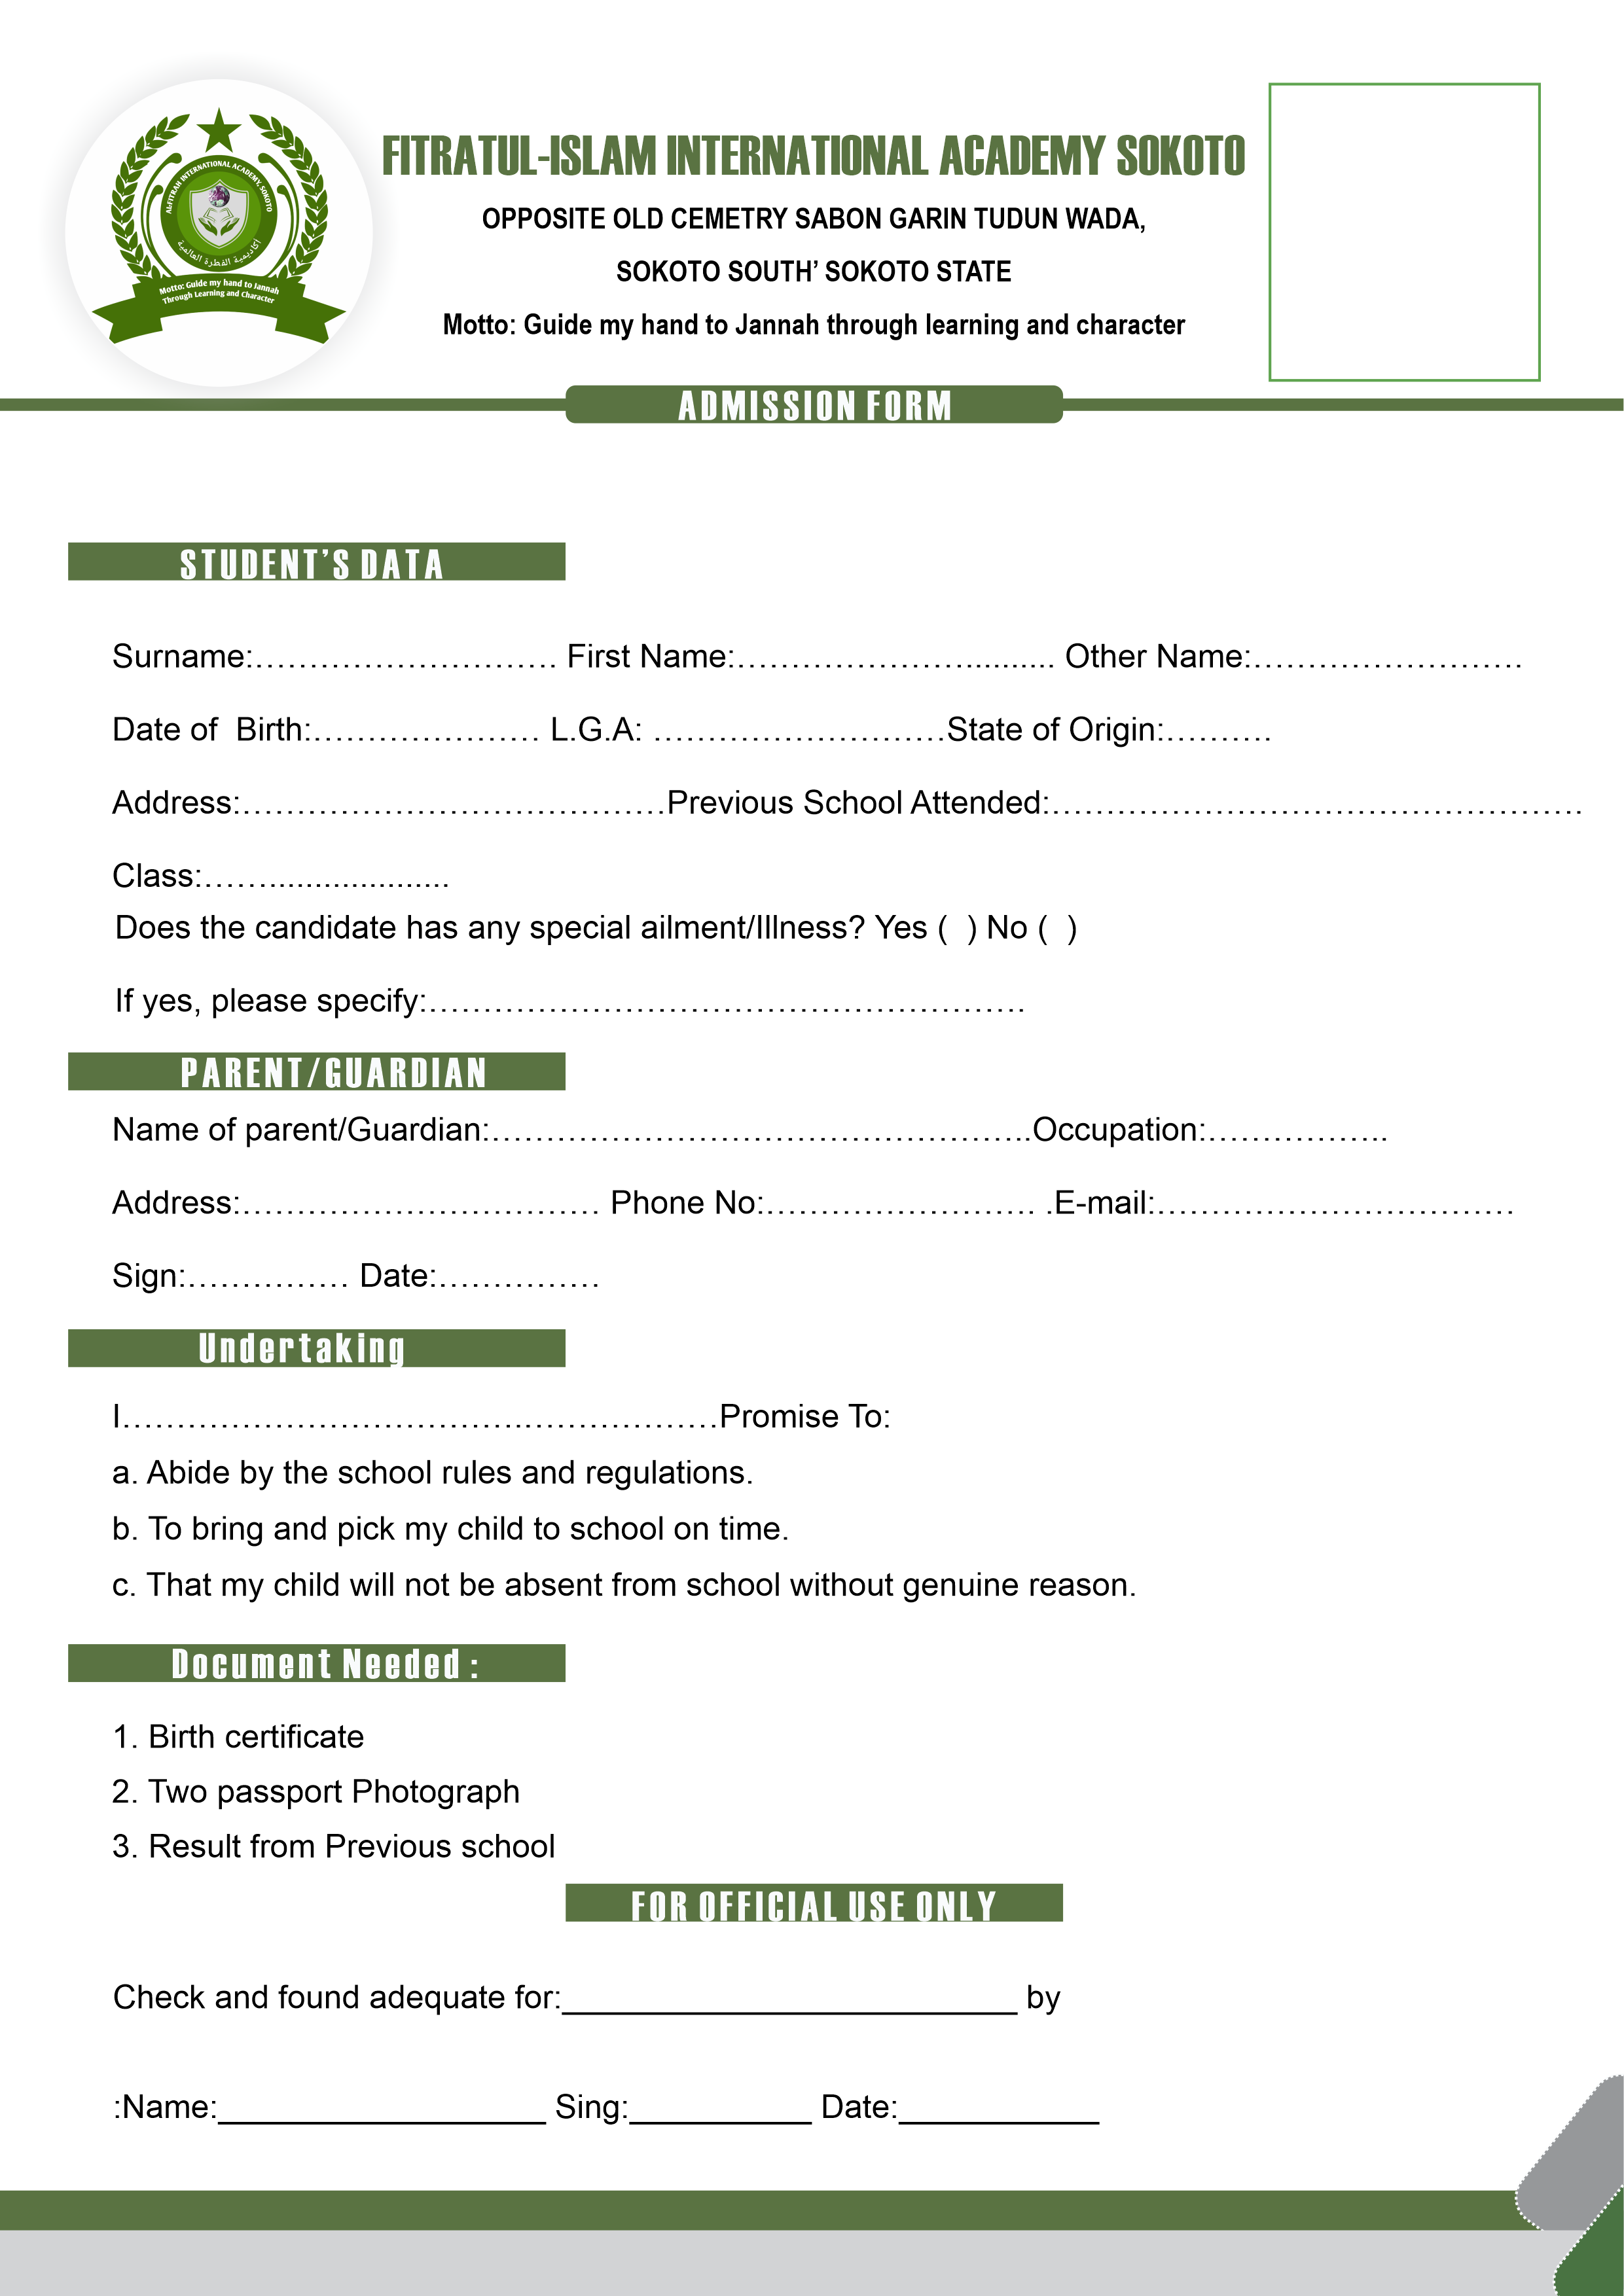 AL-FITRAH INTERNATIONAL ACADEMY, SOKOTO
أكاديمية الفطرة العالمية
Motto: Guide my hand to Jannah
Through Learning and Character
FITRATUL-ISLAM INTERNATIONAL ACADEMY SOKOTO
OPPOSITE OLD CEMETRY SABON GARIN TUDUN WADA,
SOKOTO SOUTH’ SOKOTO STATE
Motto: Guide my hand to Jannah through learning and character
ADMISSION FORM
STUDENT’S DATA
Surname:………………………. First Name:…………………......... Other Name:…………………….
Date of  Birth:………………… L.G.A: ………………………State of Origin:……….
Address:…………………………………Previous School Attended:…………………………………………
Class:……...................
Does the candidate has any special ailment/Illness? Yes (  ) No (  )
If yes, please specify:……………………………………………….
PARENT/GUARDIAN
Name of parent/Guardian:…………………………………………..Occupation:……………..
Address:…………………………… Phone No:……………………. .E-mail:……………………………
Sign:…………… Date:……………
Undertaking
I………………………………………………Promise To:
a. Abide by the school rules and regulations.
b. To bring and pick my child to school on time.
c. That my child will not be absent from school without genuine reason.
Document Needed :
1. Birth certificate
2. Two passport Photograph
3. Result from Previous school
FOR OFFICIAL USE ONLY
Check and found adequate for:_________________________ by
:Name:__________________ Sing:__________ Date:___________